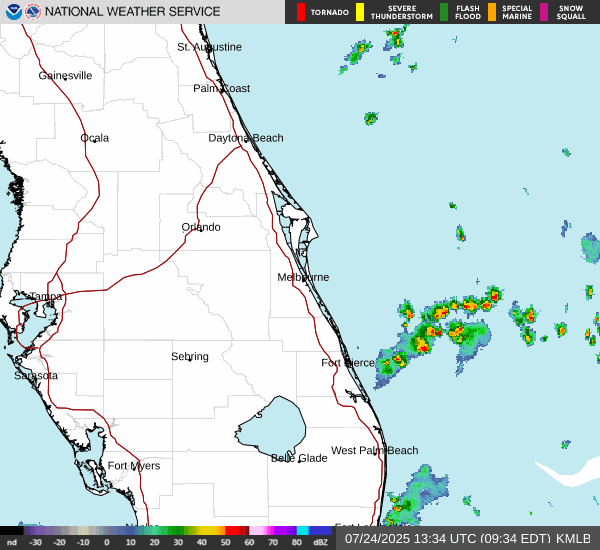 NATIONAL WEATHER SERVICE
TORNADO
SEVERE THUNDERSTORM
FLASH FLOOD
SPECIAL MARINE
SNOW SQUALL
St. Augustine
Gainesville
Palm Coast
Ocala
Daytona Beach
Orlando
Melbourne
Tampa
Sebring
Fort Pierce
Sarasota
West Palm Beach
Belle Glade
Fort Myers
nd -30 -20 -10 0 10 20 30 40 50 60 70 80 dBZ
07/24/2025 13:34 UTC (09:34 EDT) KMLB